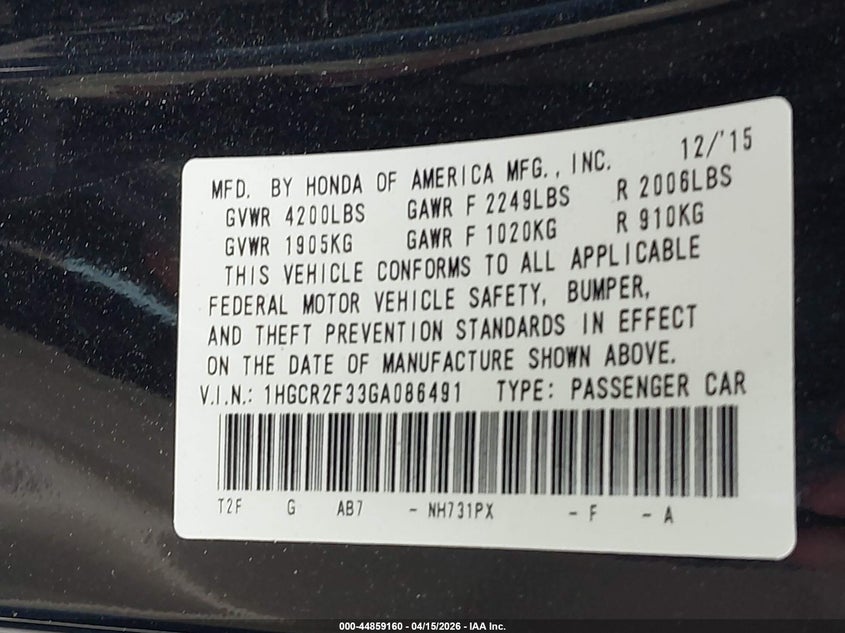 MFD. BY HONDA OF AMERICA MFG., INC. 12/'15
GVWR 4200LBS GAWR F 2249LBS R 2006LBS
GVWR 1905KG GAWR F 1020KG R 910KG
THIS VEHICLE CONFORMS TO ALL APPLICABLE
FEDERAL MOTOR VEHICLE SAFETY, BUMPER,
AND THEFT PREVENTION STANDARDS IN EFFECT
ON THE DATE OF MANUFACTURE SHOWN ABOVE.
V.I.N.: 1HGCR2F33GA086491 TYPE: PASSENGER CAR
T2F G AB7 - NH731PX - F - A
000-44859160 - 04/15/2026 - IAA Inc.